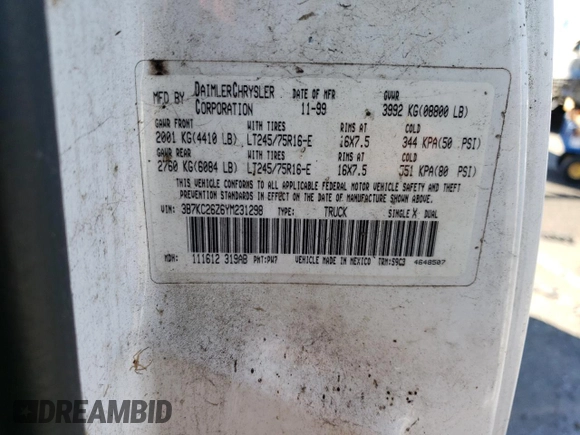 MFD BY DAIMLERCHRYSLER CORPORATION DATE OF MFR 11-99 GVWR 3992 KG(08800 LB)
GAWR FRONT WITH TIRES RIMS AT COLD
2001 KG(4410 LB) LT245/75R16-E 16X7.5 344 KPA(50 PSI)
GAWR REAR WITH TIRES RIMS AT COLD
2760 KG(6084 LB) LT245/75R16-E 16X7.5 551 KPA(80 PSI)
THIS VEHICLE CONFORMS TO ALL APPLICABLE FEDERAL MOTOR VEHICLE SAFETY AND THEFT
PREVENTION STANDARDS IN EFFECT ON THE DATE OF MANUFACTURE SHOWN ABOVE.
VIN: 3B7KC26Z6YM231298 TYPE: TRUCK SINGLE X DUAL
MDH: 111612 319AB PNT:PW7 VEHICLE MADE IN MEXICO TRM:S9C3 4648507
DREAMBID